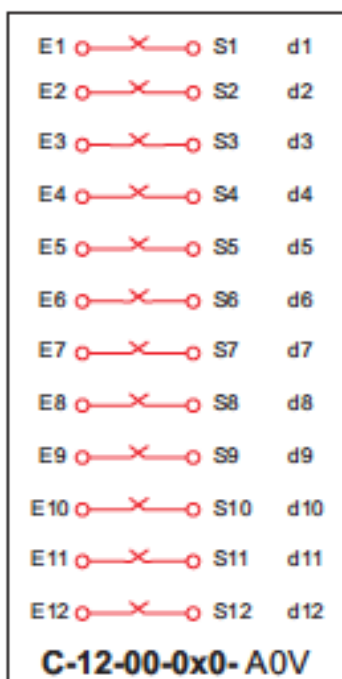 E1 S1 d1
E2 S2 d2
E3 S3 d3
E4 S4 d4
E5 S5 d5
E6 S6 d6
E7 S7 d7
E8 S8 d8
E9 S9 d9
E10 S10 d10
E11 S11 d11
E12 S12 d12
C-12-00-0x0- A0V